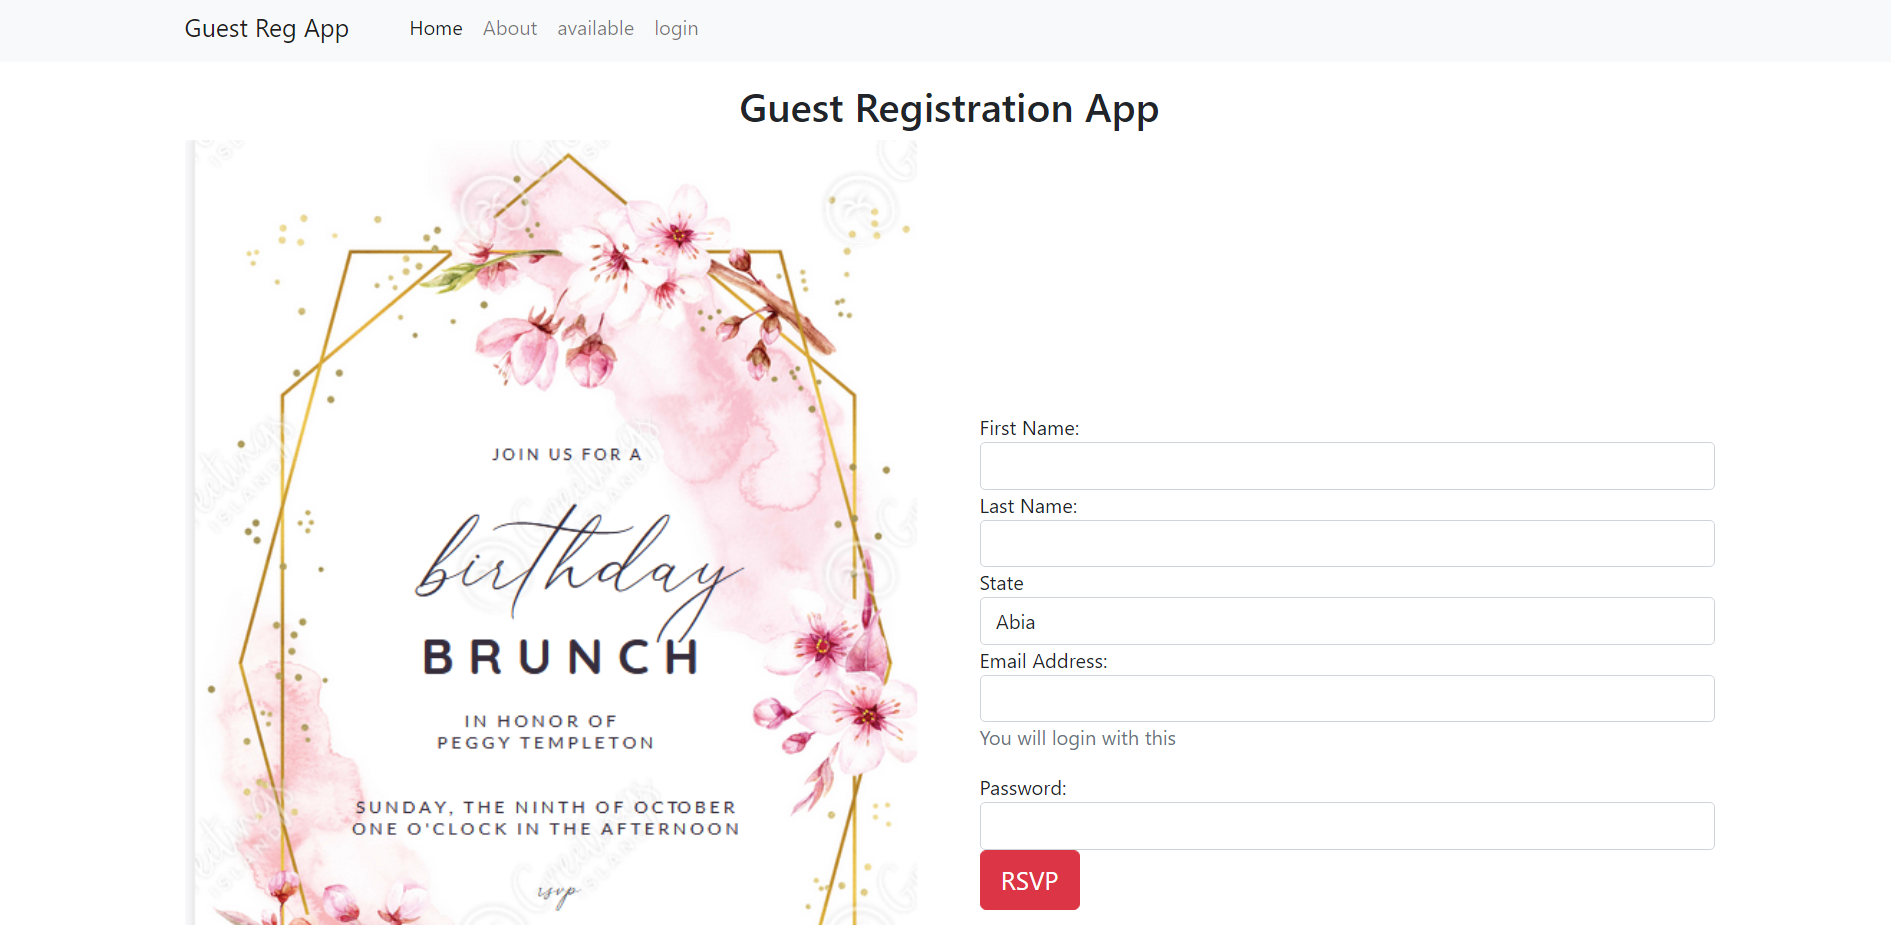 Guest Reg App Home About available login
Guest Registration App
JOIN US FOR A
birthday
BRUNCH
IN HONOR OF
PEGGY TEMPLETON
SUNDAY, THE NINTH OF OCTOBER
ONE O'CLOCK IN THE AFTERNOON
rsvp
First Name:
Last Name:
State
Abia
Email Address:
You will login with this
Password:
RSVP